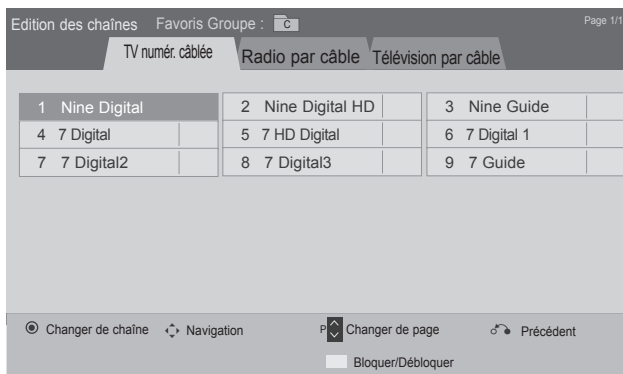 Edition des chaînes Favoris Groupe : C Page 1/1
TV numér. câblée Radio par câble Télévision par câble
1 Nine Digital 2 Nine Digital HD 3 Nine Guide
4 7 Digital 5 7 HD Digital 6 7 Digital 1
7 7 Digital2 8 7 Digital3 9 7 Guide
Changer de chaîne Navigation P Changer de page Précédent
Bloquer/Débloquer